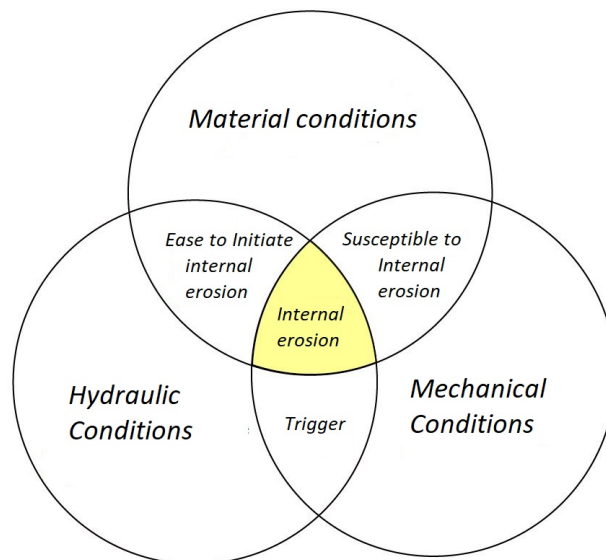 Material conditions
Ease to Initiate
internal
erosion
Susceptible to
Internal
erosion
Internal
erosion
Hydraulic
Conditions
Mechanical
Conditions
Trigger